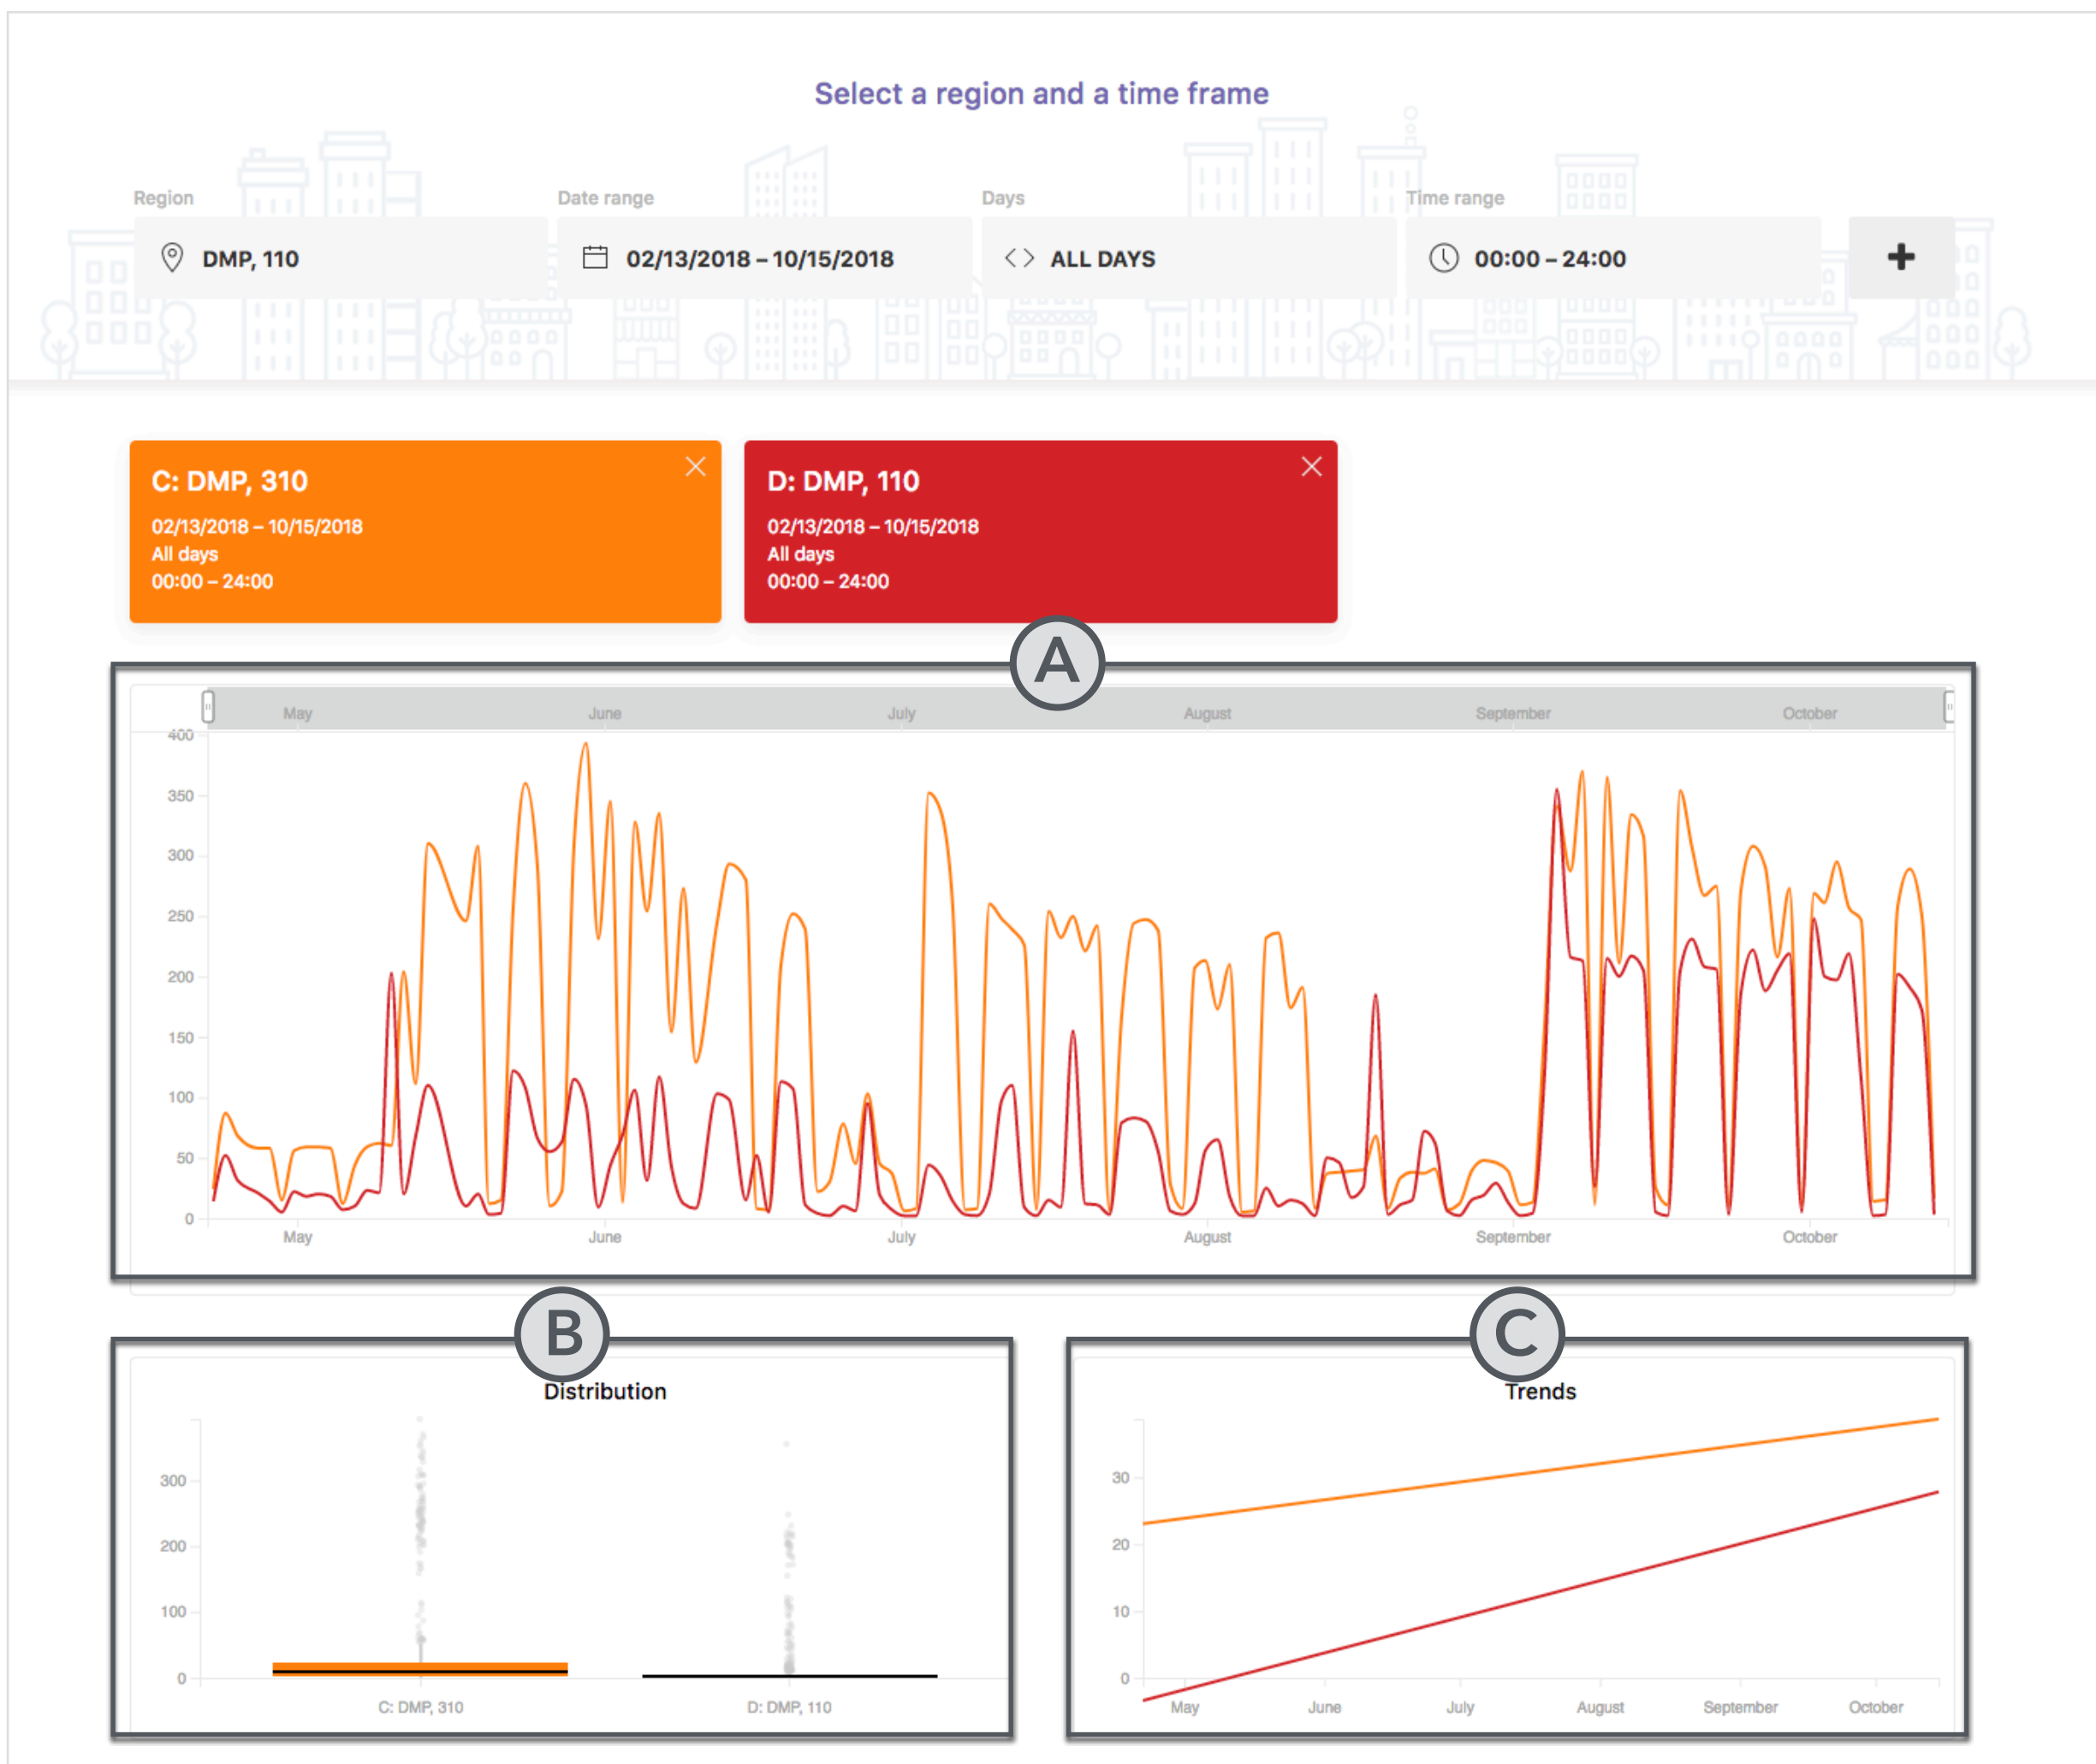 Select a region and a time frame
Region Date range Days Time range
DMP, 110 02/13/2018 – 10/15/2018 ALL DAYS 00:00 – 24:00
C: DMP, 310
02/13/2018 – 10/15/2018
All days
00:00 – 24:00
D: DMP, 110
02/13/2018 – 10/15/2018
All days
00:00 – 24:00
A
May June July August September October
400
350
300
250
200
150
100
50
0
May June July August September October
B
Distribution
300
200
100
0
C: DMP, 310 D: DMP, 110
C
Trends
30
20
10
0
May June July August September October